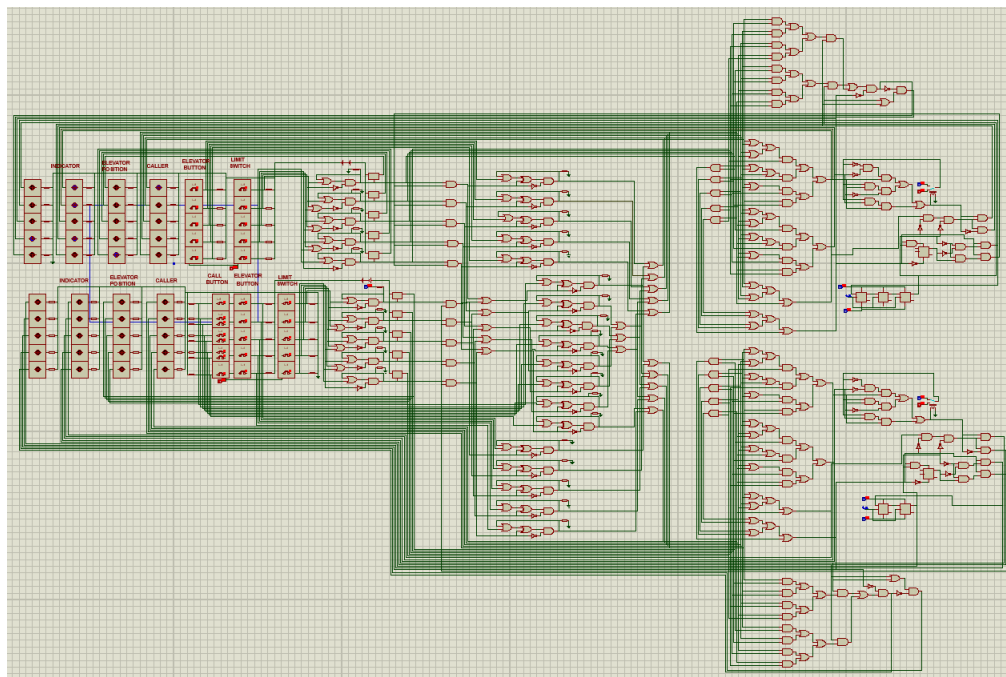 INDICATOR
ELEVATOR
POSITION
CALLER
ELEVATOR
BUTTON
LIMIT
SWITCH
INDICATOR
ELEVATOR
POSITION
CALLER
CALL
BUTTON
ELEVATOR
BUTTON
LIMIT
SWITCH